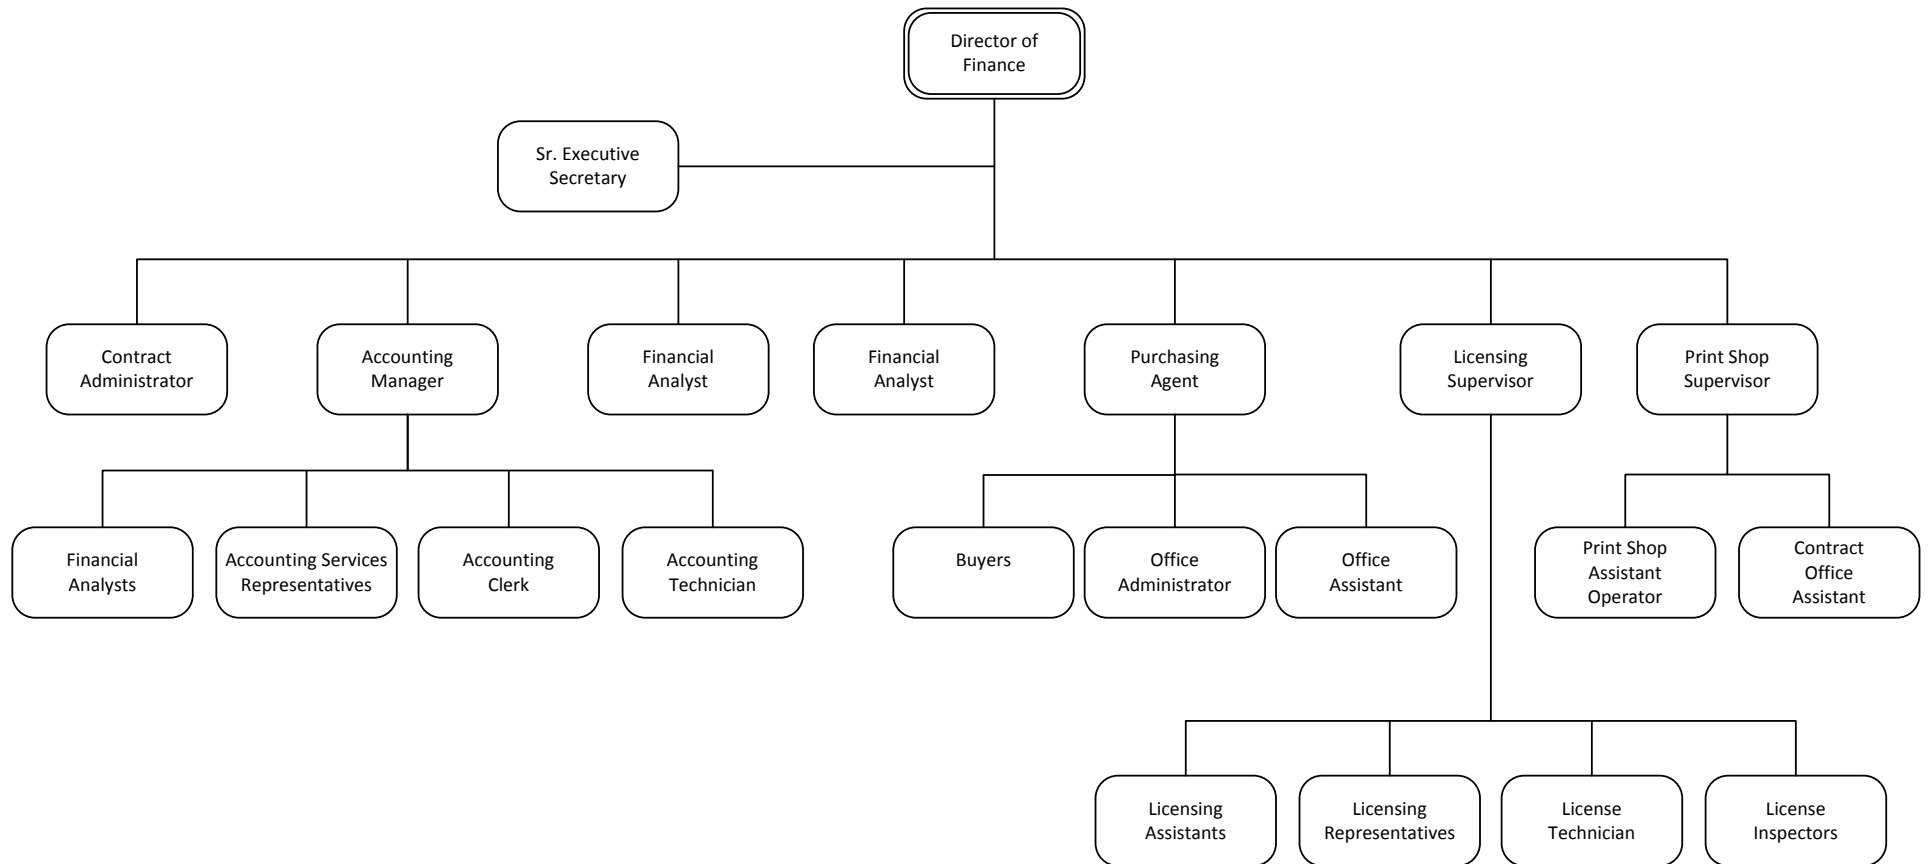 Director of
Finance
Sr. Executive
Secretary
Contract
Administrator
Accounting
Manager
Financial
Analyst
Financial
Analyst
Purchasing
Agent
Licensing
Supervisor
Print Shop
Supervisor
Financial
Analysts
Accounting Services
Representatives
Accounting
Clerk
Accounting
Technician
Buyers
Office
Administrator
Office
Assistant
Print Shop
Assistant
Operator
Contract
Office
Assistant
Licensing
Assistants
Licensing
Representatives
License
Technician
License
Inspectors